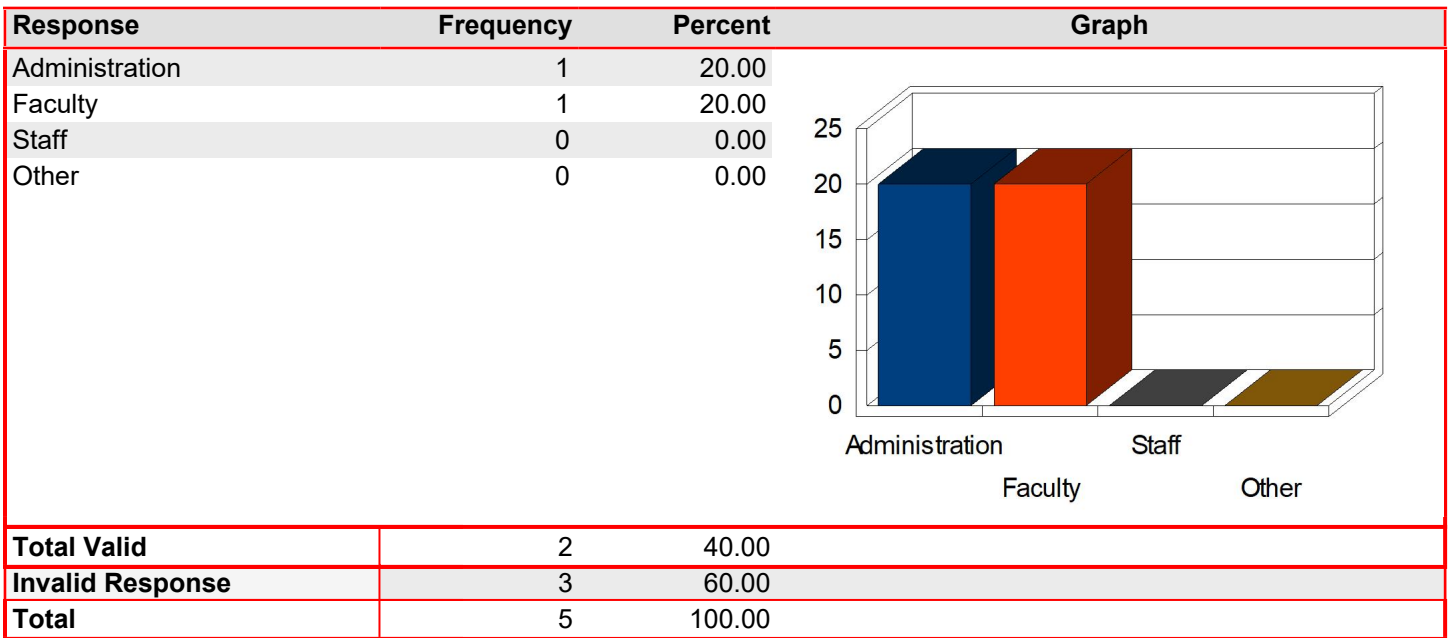 Response Frequency Percent Graph
Administration 1 20.00
Faculty 1 20.00
Staff 0 0.00
Other 0 0.00
25
20
15
10
5
0
Administration Staff
Faculty Other
Total Valid 2 40.00
Invalid Response 3 60.00
Total 5 100.00